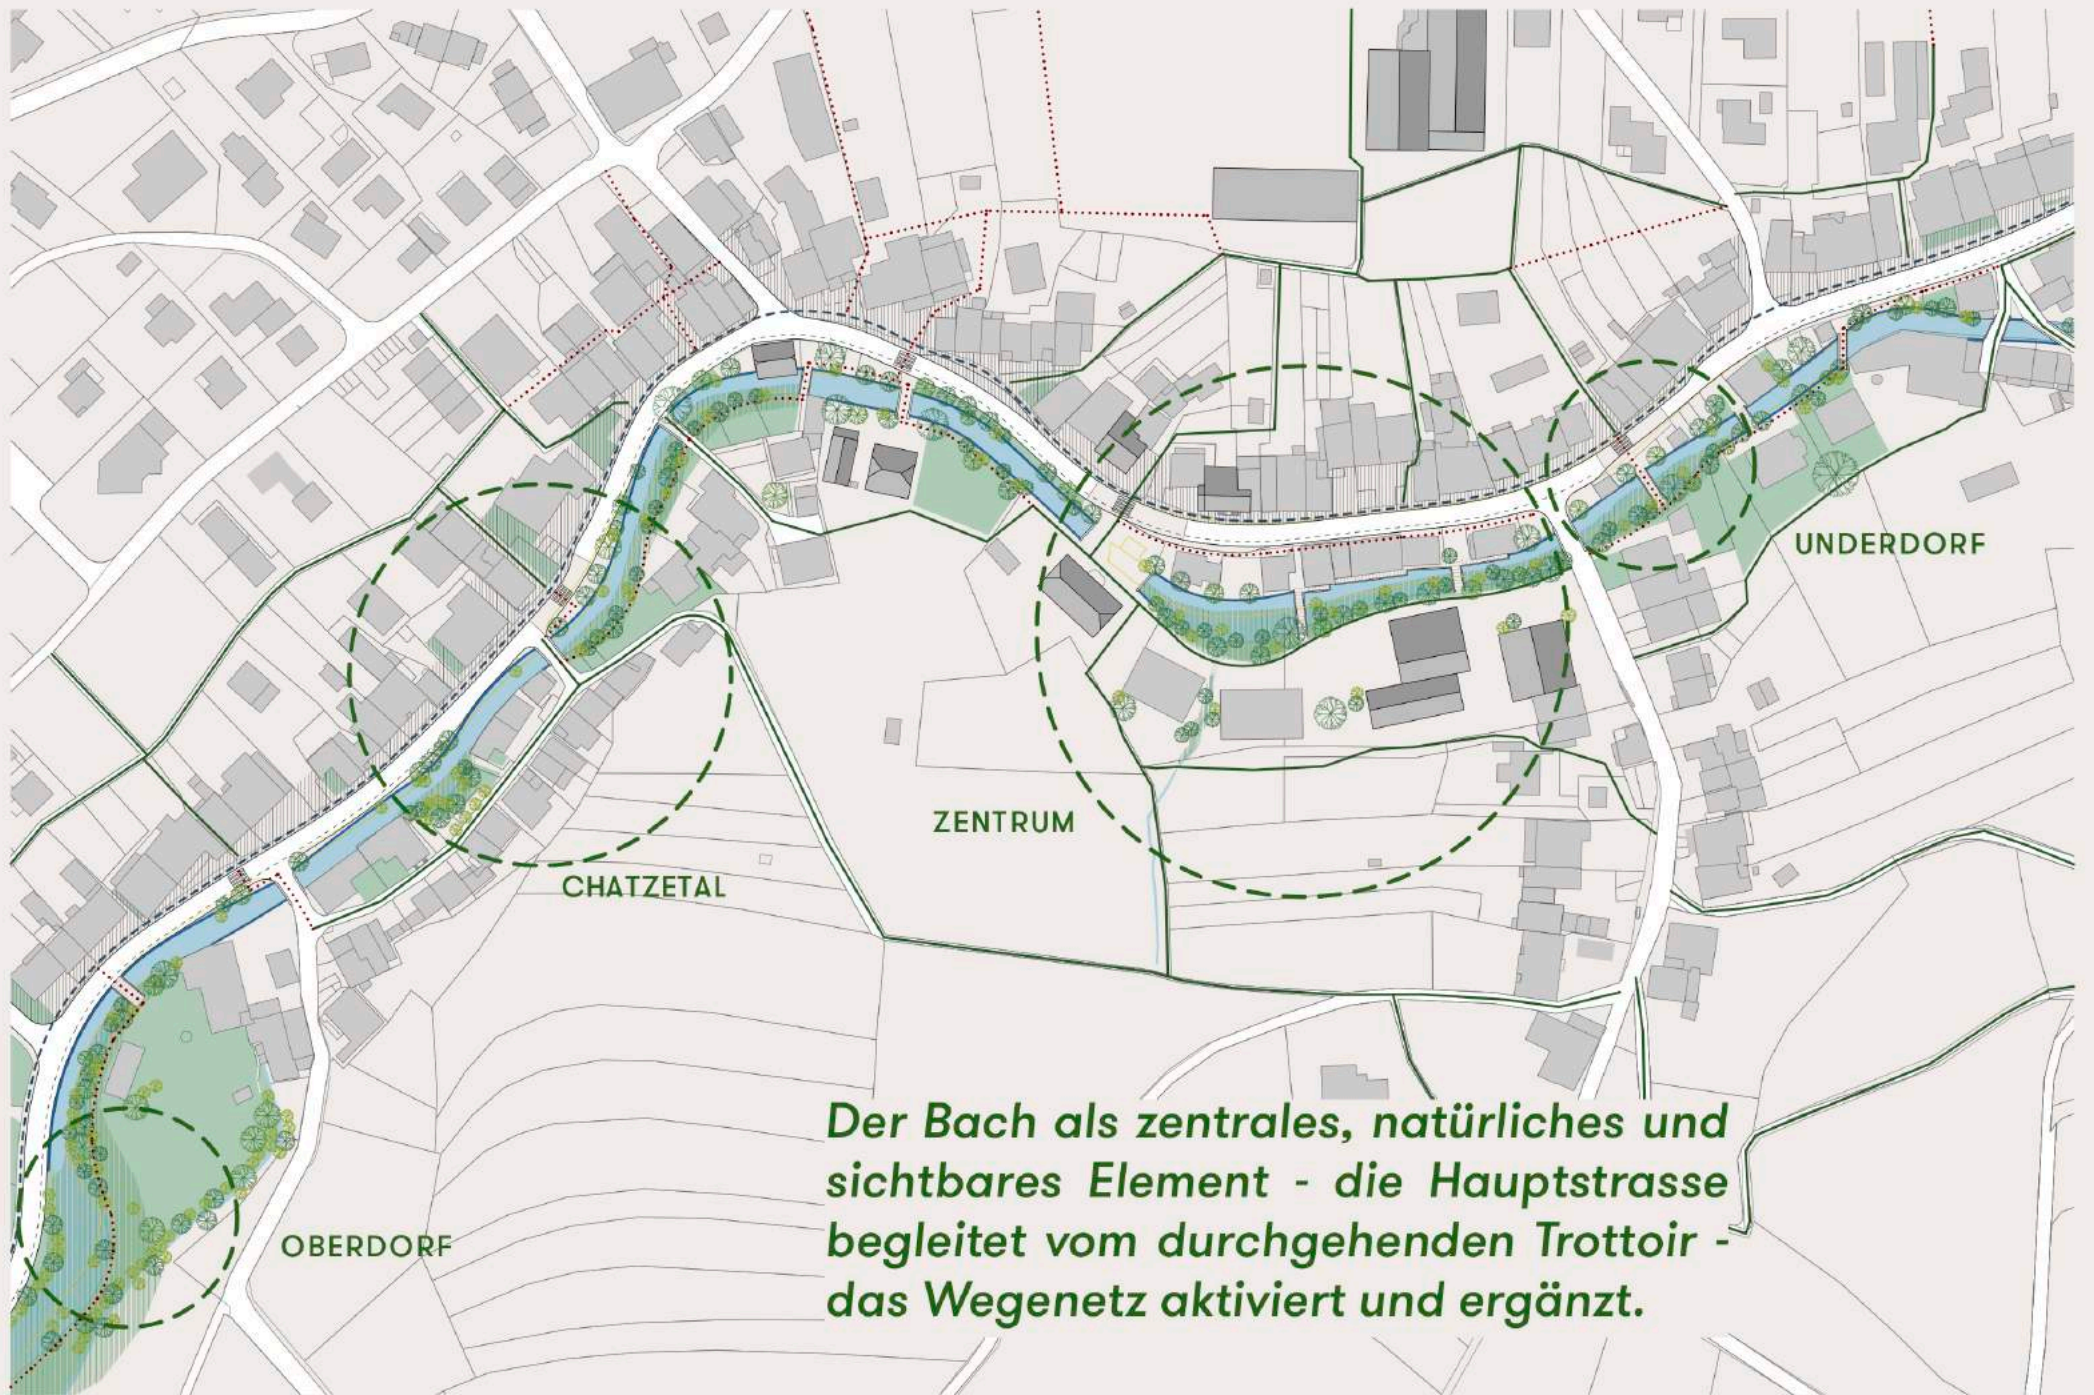 UNDERDORF
ZENTRUM
CHATZETAL
OBERDORF
Der Bach als zentrales, natürliches und
sichtbares Element - die Hauptstrasse
begleitet vom durchgehenden Trottoir -
das Wegenetz aktiviert und ergänzt.